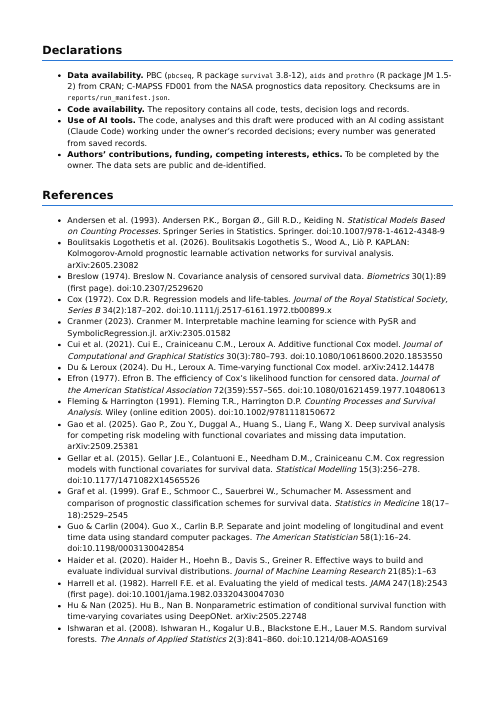 Declarations
• Data availability. PBC (pbcseq, R package survival 3.8-12), aids and prothro (R package JM 1.5-
2) from CRAN; C-MAPSS FD001 from the NASA prognostics data repository. Checksums are in
reports/run_manifest.json.
• Code availability. The repository contains all code, tests, decision logs and records.
• Use of AI tools. The code, analyses and this draft were produced with an AI coding assistant
(Claude Code) working under the owner’s recorded decisions; every number was generated
from saved records.
• Authors’ contributions, funding, competing interests, ethics. To be completed by the
owner. The data sets are public and de-identified.
References
• Andersen et al. (1993). Andersen P.K., Borgan Ø., Gill R.D., Keiding N. Statistical Models Based
on Counting Processes. Springer Series in Statistics. Springer. doi:10.1007/978-1-4612-4348-9
• Boulitsakis Logothetis et al. (2026). Boulitsakis Logothetis S., Wood A., Liò P. KAPLAN:
Kolmogorov-Arnold prognostic learnable activation networks for survival analysis.
arXiv:2605.23082
• Breslow (1974). Breslow N. Covariance analysis of censored survival data. Biometrics 30(1):89
(first page). doi:10.2307/2529620
• Cox (1972). Cox D.R. Regression models and life-tables. Journal of the Royal Statistical Society,
Series B 34(2):187–202. doi:10.1111/j.2517-6161.1972.tb00899.x
• Cranmer (2023). Cranmer M. Interpretable machine learning for science with PySR and
SymbolicRegression.jl. arXiv:2305.01582
• Cui et al. (2021). Cui E., Crainiceanu C.M., Leroux A. Additive functional Cox model. Journal of
Computational and Graphical Statistics 30(3):780–793. doi:10.1080/10618600.2020.1853550
• Du & Leroux (2024). Du H., Leroux A. Time-varying functional Cox model. arXiv:2412.14478
• Efron (1977). Efron B. The efficiency of Cox’s likelihood function for censored data. Journal of
the American Statistical Association 72(359):557–565. doi:10.1080/01621459.1977.10480613
• Fleming & Harrington (1991). Fleming T.R., Harrington D.P. Counting Processes and Survival
Analysis. Wiley (online edition 2005). doi:10.1002/9781118150672
• Gao et al. (2025). Gao P., Zou Y., Duggal A., Huang S., Liang F., Wang X. Deep survival analysis
for competing risk modeling with functional covariates and missing data imputation.
arXiv:2509.25381
• Gellar et al. (2015). Gellar J.E., Colantuoni E., Needham D.M., Crainiceanu C.M. Cox regression
models with functional covariates for survival data. Statistical Modelling 15(3):256–278.
doi:10.1177/1471082X14565526
• Graf et al. (1999). Graf E., Schmoor C., Sauerbrei W., Schumacher M. Assessment and
comparison of prognostic classification schemes for survival data. Statistics in Medicine 18(17–
18):2529–2545
• Guo & Carlin (2004). Guo X., Carlin B.P. Separate and joint modeling of longitudinal and event
time data using standard computer packages. The American Statistician 58(1):16–24.
doi:10.1198/0003130042854
• Haider et al. (2020). Haider H., Hoehn B., Davis S., Greiner R. Effective ways to build and
evaluate individual survival distributions. Journal of Machine Learning Research 21(85):1–63
• Harrell et al. (1982). Harrell F.E. et al. Evaluating the yield of medical tests. JAMA 247(18):2543
(first page). doi:10.1001/jama.1982.03320430047030
• Hu & Nan (2025). Hu B., Nan B. Nonparametric estimation of conditional survival function with
time-varying covariates using DeepONet. arXiv:2505.22748
• Ishwaran et al. (2008). Ishwaran H., Kogalur U.B., Blackstone E.H., Lauer M.S. Random survival
forests. The Annals of Applied Statistics 2(3):841–860. doi:10.1214/08-AOAS169